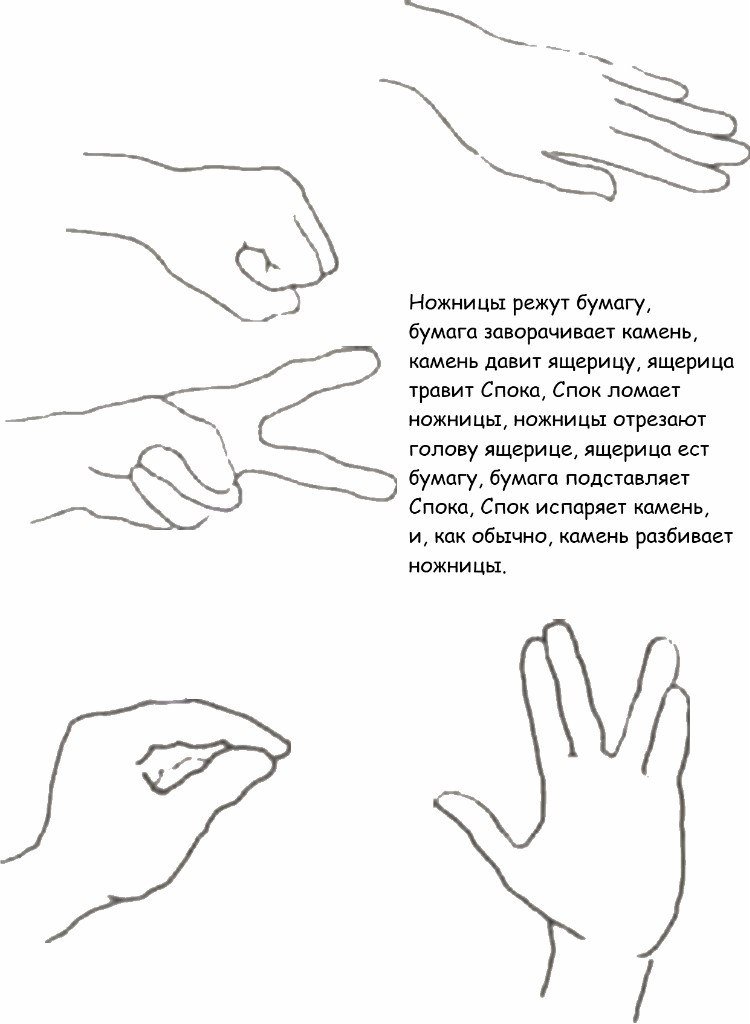 Ножницы режут бумагу,
бумага заворачивает камень,
камень давит ящерицу, ящерица
травит Спока, Спок ломает
ножницы, ножницы отрезают
голову ящерице, ящерица ест
бумагу, бумага подставляет
Спока, Спок испаряет камень,
и, как обычно, камень разбивает
ножницы.